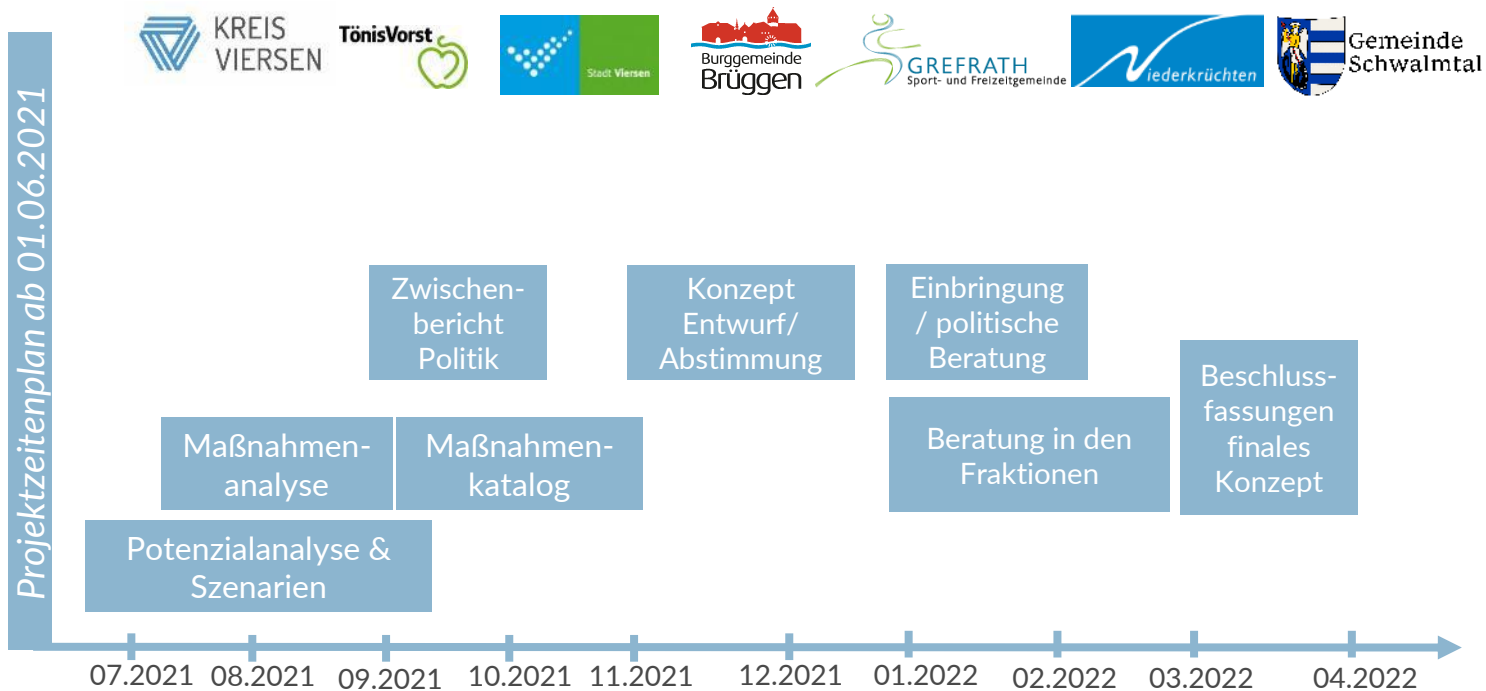 KREIS
VIERSEN
TönisVorst
Stadt Viersen
Burggemeinde
Brüggen
GREFRATH
Sport- und Freizeitgemeinde
Niederkrüchten
Gemeinde
Schwalmtal
Projektzeitenplan ab 01.06.2021
Zwischen-
bericht
Politik
Konzept
Entwurf/
Abstimmung
Einbringung
/ politische
Beratung
Beschluss-
fassungen
finales
Konzept
Maßnahmen-
analyse
Maßnahmen-
katalog
Beratung in den
Fraktionen
Potenzialanalyse &
Szenarien
07.2021 08.2021 09.2021 10.2021 11.2021 12.2021 01.2022 02.2022 03.2022 04.2022